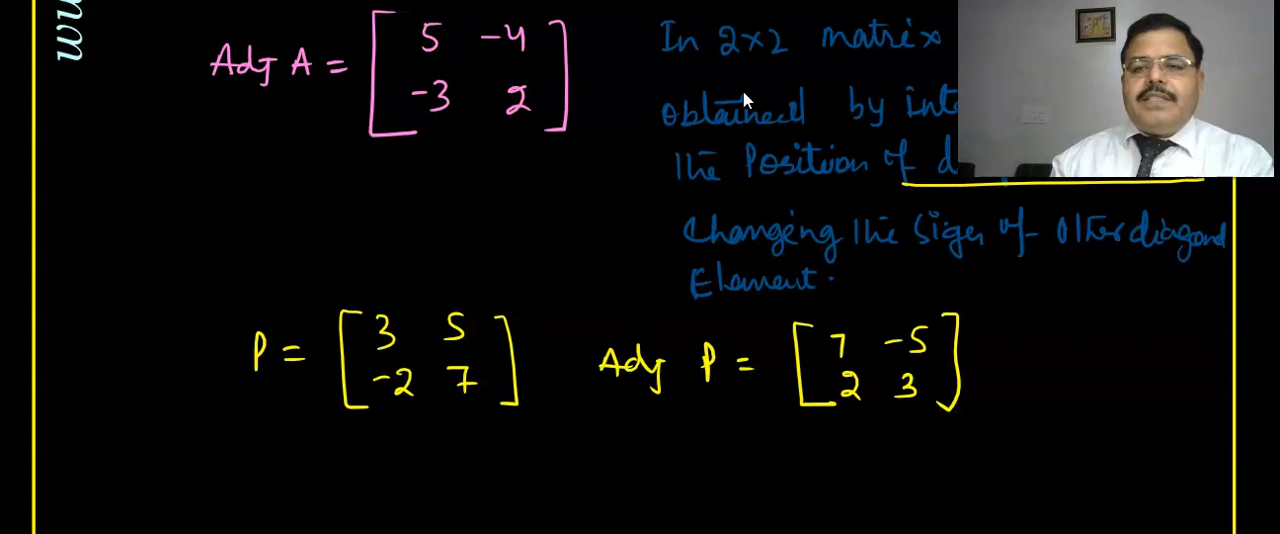 Adj A = [ 5 -4
-3 2 ]
In 2×2 matrix
obtained by inte
the Position of d
Changing the Sign of Other diagonal
Element.
P = [ 3 5
-2 7 ]
Adj P = [ 7 -5
2 3 ]